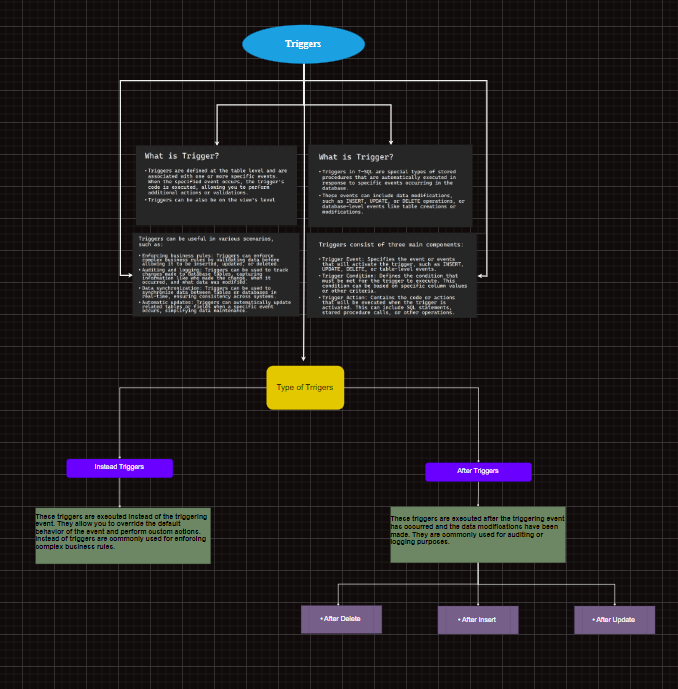 Triggers
What is Trigger?
• Triggers are defined at the table level and are
associated with one or more specific events.
When the specified event occurs, the trigger's
code is executed, allowing you to perform
additional actions or validations.
• Triggers can also be on the view's level
What is Trigger?
• Triggers in T-SQL are special types of stored
procedures that are automatically executed in
response to specific events occurring in the
database.
• These events can include data modifications,
such as INSERT, UPDATE, or DELETE operations, or
database-level events like table creations or
modifications.
Triggers can be useful in various scenarios,
such as:
• Enforcing business rules: Triggers can enforce
complex business rules by validating data before
allowing it to be inserted, updated, or deleted.
• Auditing and logging: Triggers can be used to track
changes made to database tables, capturing
information like who made the change, when it
occurred, and what data was modified.
• Data synchronization: Triggers can be used to
synchronize data between tables or databases in
real-time, ensuring consistency across systems.
• Automatic updates: Triggers can automatically update
related tables or fields when a specific event
occurs, simplifying data maintenance.
Triggers consist of three main components:
• Trigger Event: Specifies the event or events
that will activate the trigger, such as INSERT,
UPDATE, DELETE, or table-level events.
• Trigger Condition: Defines the condition that
must be met for the trigger to execute. This
condition can be based on specific column values
or other criteria.
• Trigger Action: Contains the code or actions
that will be executed when the trigger is
activated. This can include SQL statements,
stored procedure calls, or other operations.
Type of Trrigers
Instead Triggers
After Triggers
These triggers are executed instead of the triggering
event. They allow you to override the default
behavior of the event and perform custom actions.
Instead of triggers are commonly used for enforcing
complex business rules.
These triggers are executed after the triggering event
has occurred and the data modifications have been
made. They are commonly used for auditing or
logging purposes.
• After Delete
• After Insert
• After Update